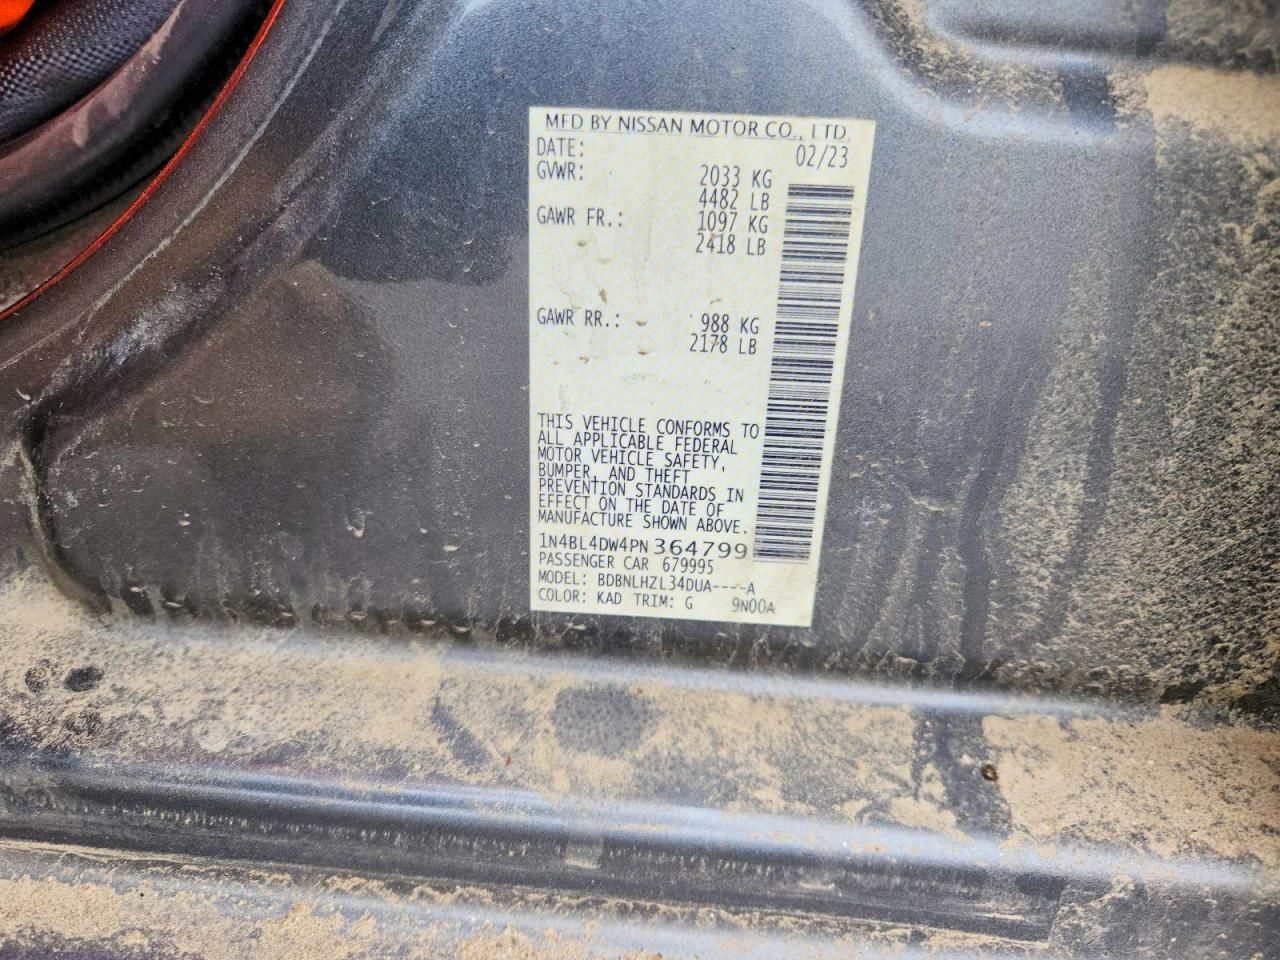 MFD BY NISSAN MOTOR CO., LTD.
DATE: 02/23
GVWR: 2033 KG
4482 LB
GAWR FR.: 1097 KG
2418 LB
GAWR RR.: 988 KG
2178 LB
THIS VEHICLE CONFORMS TO
ALL APPLICABLE FEDERAL
MOTOR VEHICLE SAFETY,
BUMPER, AND THEFT
PREVENTION STANDARDS IN
EFFECT ON THE DATE OF
MANUFACTURE SHOWN ABOVE.
1N4BL4DW4PN364799
PASSENGER CAR 679995
MODEL: BDBNLHZL34DUA----A
COLOR: KAD TRIM: G 9N00A